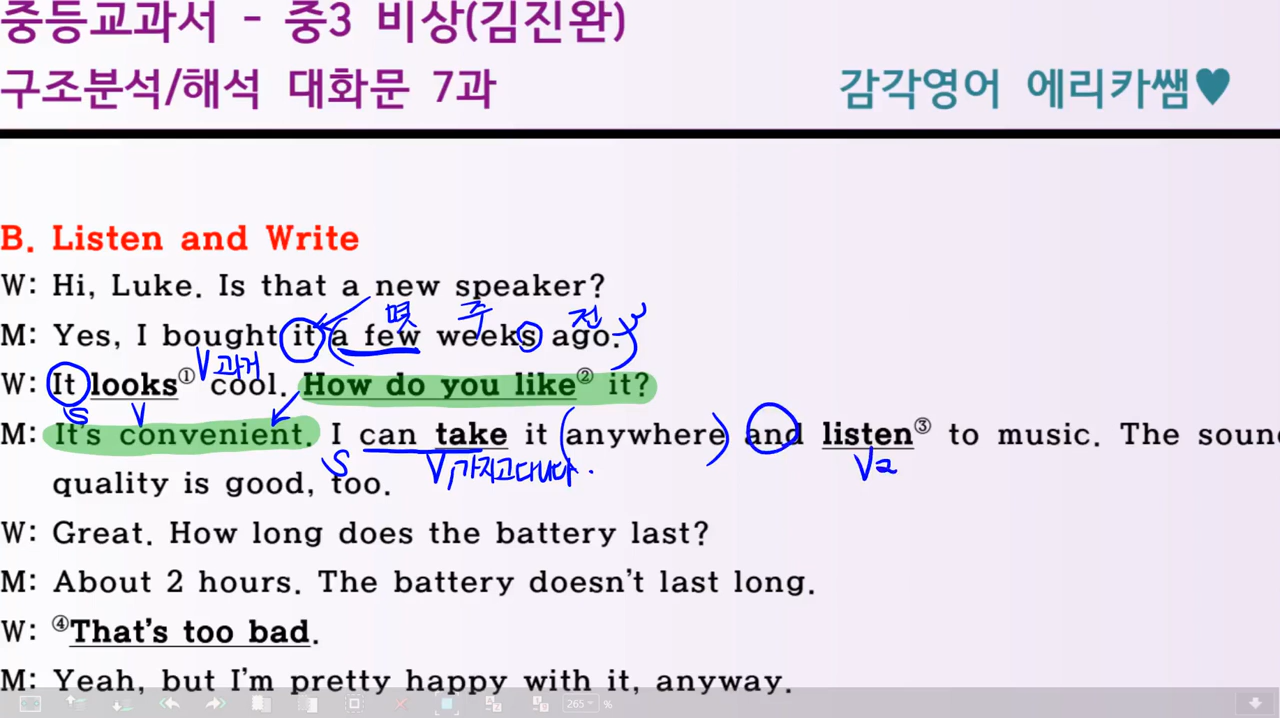 중등교과서 - 중3 비상(김진완)
구조분석/해석 대화문 7과
감각영어 에리카쌤♥
B. Listen and Write
W: Hi, Luke. Is that a new speaker?
몇 주 전
M: Yes, I bought it (a few weeks ago.)
V 과거
W: It looks① cool. How do you like② it?
S V
M: It's convenient. I can take it (anywhere) and listen③ to music. The soun
S V1 가지고다니다. V2
quality is good, too.
W: Great. How long does the battery last?
M: About 2 hours. The battery doesn't last long.
W: ④That's too bad.
M: Yeah, but I'm pretty happy with it, anyway.
265 %